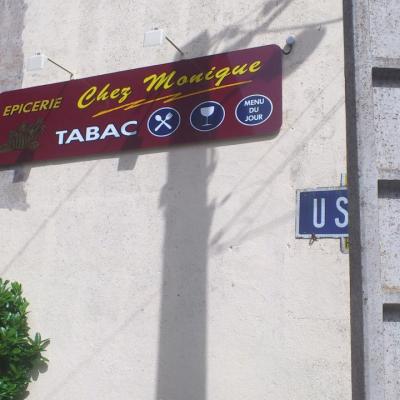 EPICERIE Chez Monique
TABAC
MENU
DU
JOUR
US